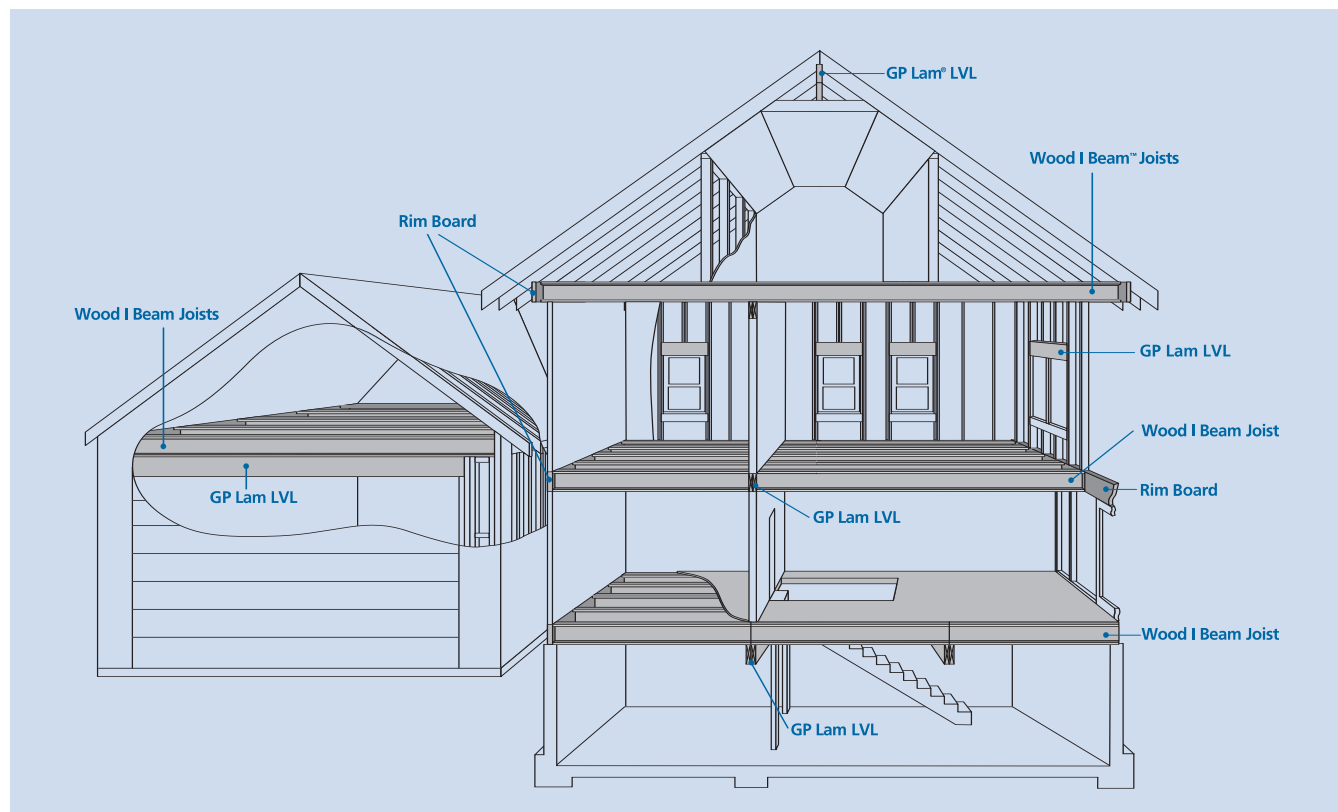 GP Lam® LVL
Wood I Beam™ Joists
Rim Board
Wood I Beam Joists
GP Lam LVL
Wood I Beam Joist
GP Lam LVL
Rim Board
GP Lam LVL
Wood I Beam Joist
GP Lam LVL